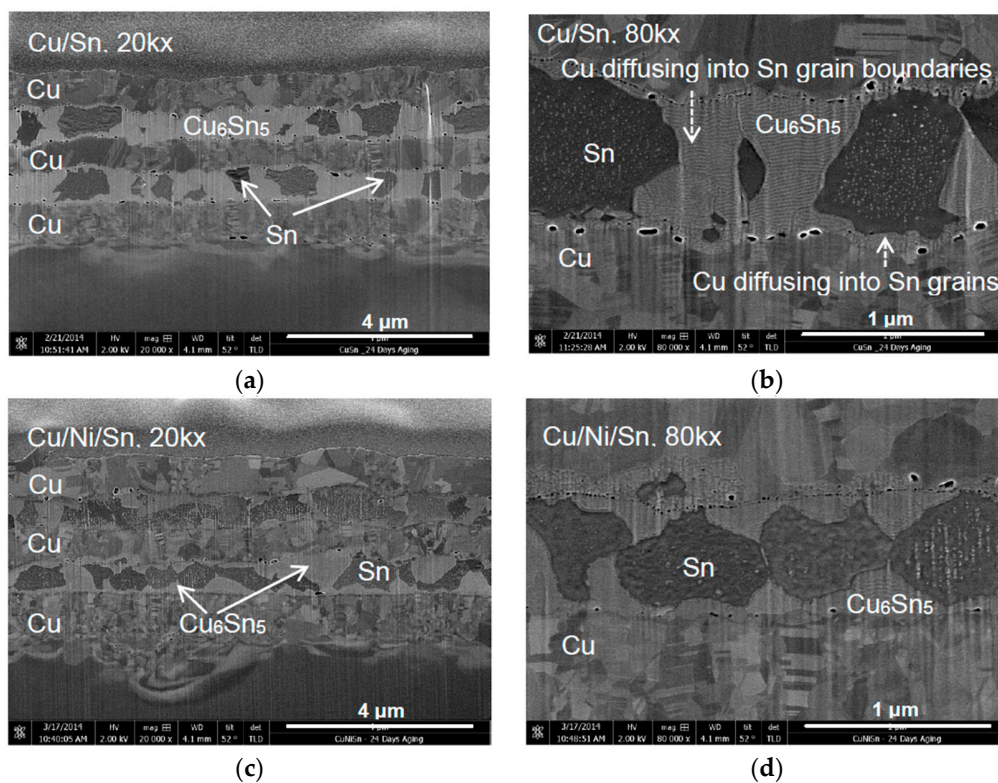 Cu/Sn, 20kx
Cu
Cu₆Sn₅
Cu
Sn
Cu
4 µm
2/21/2014 HV mag WD tilt det
10:51:41 AM 2.00 kV 20 000 x 4.1 mm 52° TLD CuSn _24 Days Aging
(a)
Cu/Sn, 80kx
Cu diffusing into Sn grain boundaries
Cu₆Sn₅
Sn
Cu
Cu diffusing into Sn grains
1 µm
2/21/2014 HV mag WD tilt det
11:25:28 AM 2.00 kV 80 000 x 4.1 mm 52° TLD CuSn _24 Days Aging
(b)
Cu/Ni/Sn, 20kx
Cu
Cu
Sn
Cu₆Sn₅
Cu
4 µm
3/17/2014 HV mag WD tilt det
10:40:05 AM 2.00 kV 20 000 x 4.1 mm 52° TLD CuNiSn - 24 Days Aging
(c)
Cu/Ni/Sn, 80kx
Sn
Cu₆Sn₅
Cu
1 µm
3/17/2014 HV mag WD tilt det
10:48:51 AM 2.00 kV 80 000 x 4.1 mm 52° TLD CuNiSn - 24 Days Aging
(d)